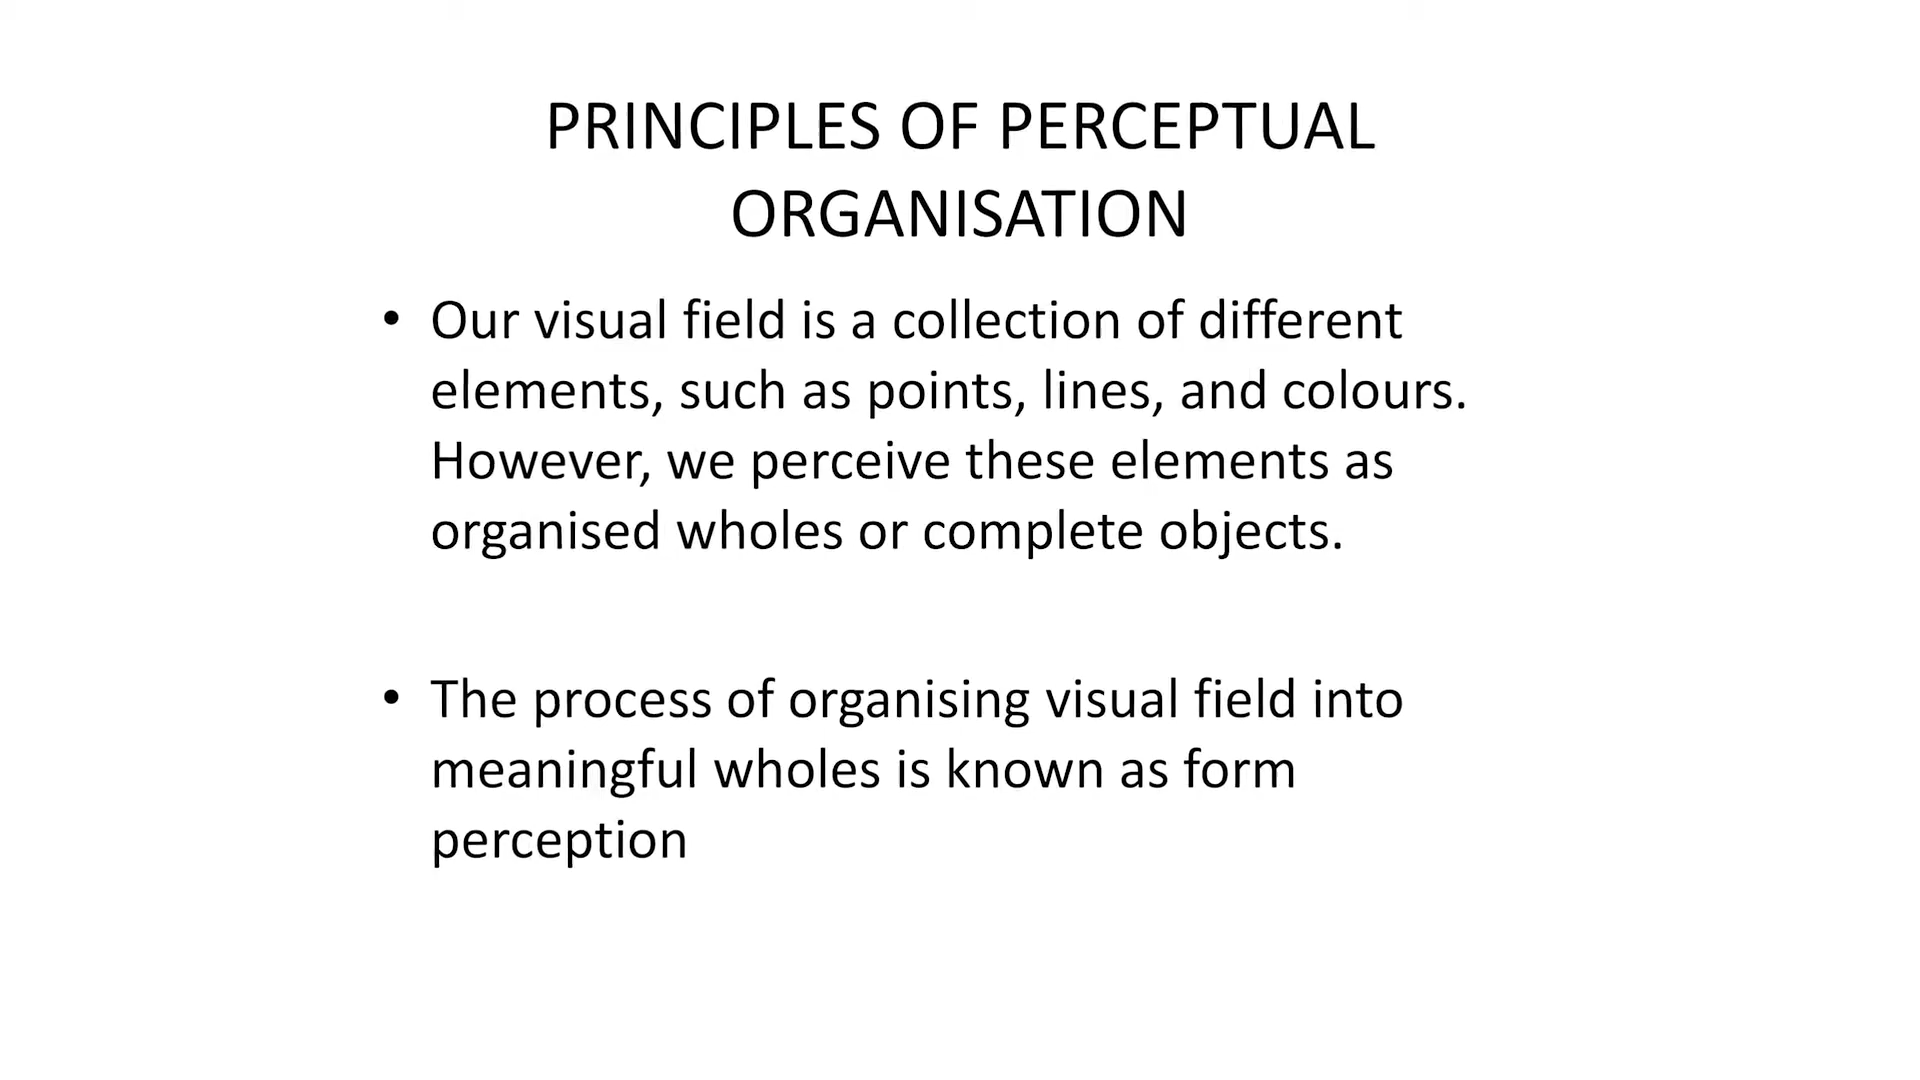 PRINCIPLES OF PERCEPTUAL
ORGANISATION
• Our visual field is a collection of different
elements, such as points, lines, and colours.
However, we perceive these elements as
organised wholes or complete objects.
• The process of organising visual field into
meaningful wholes is known as form
perception